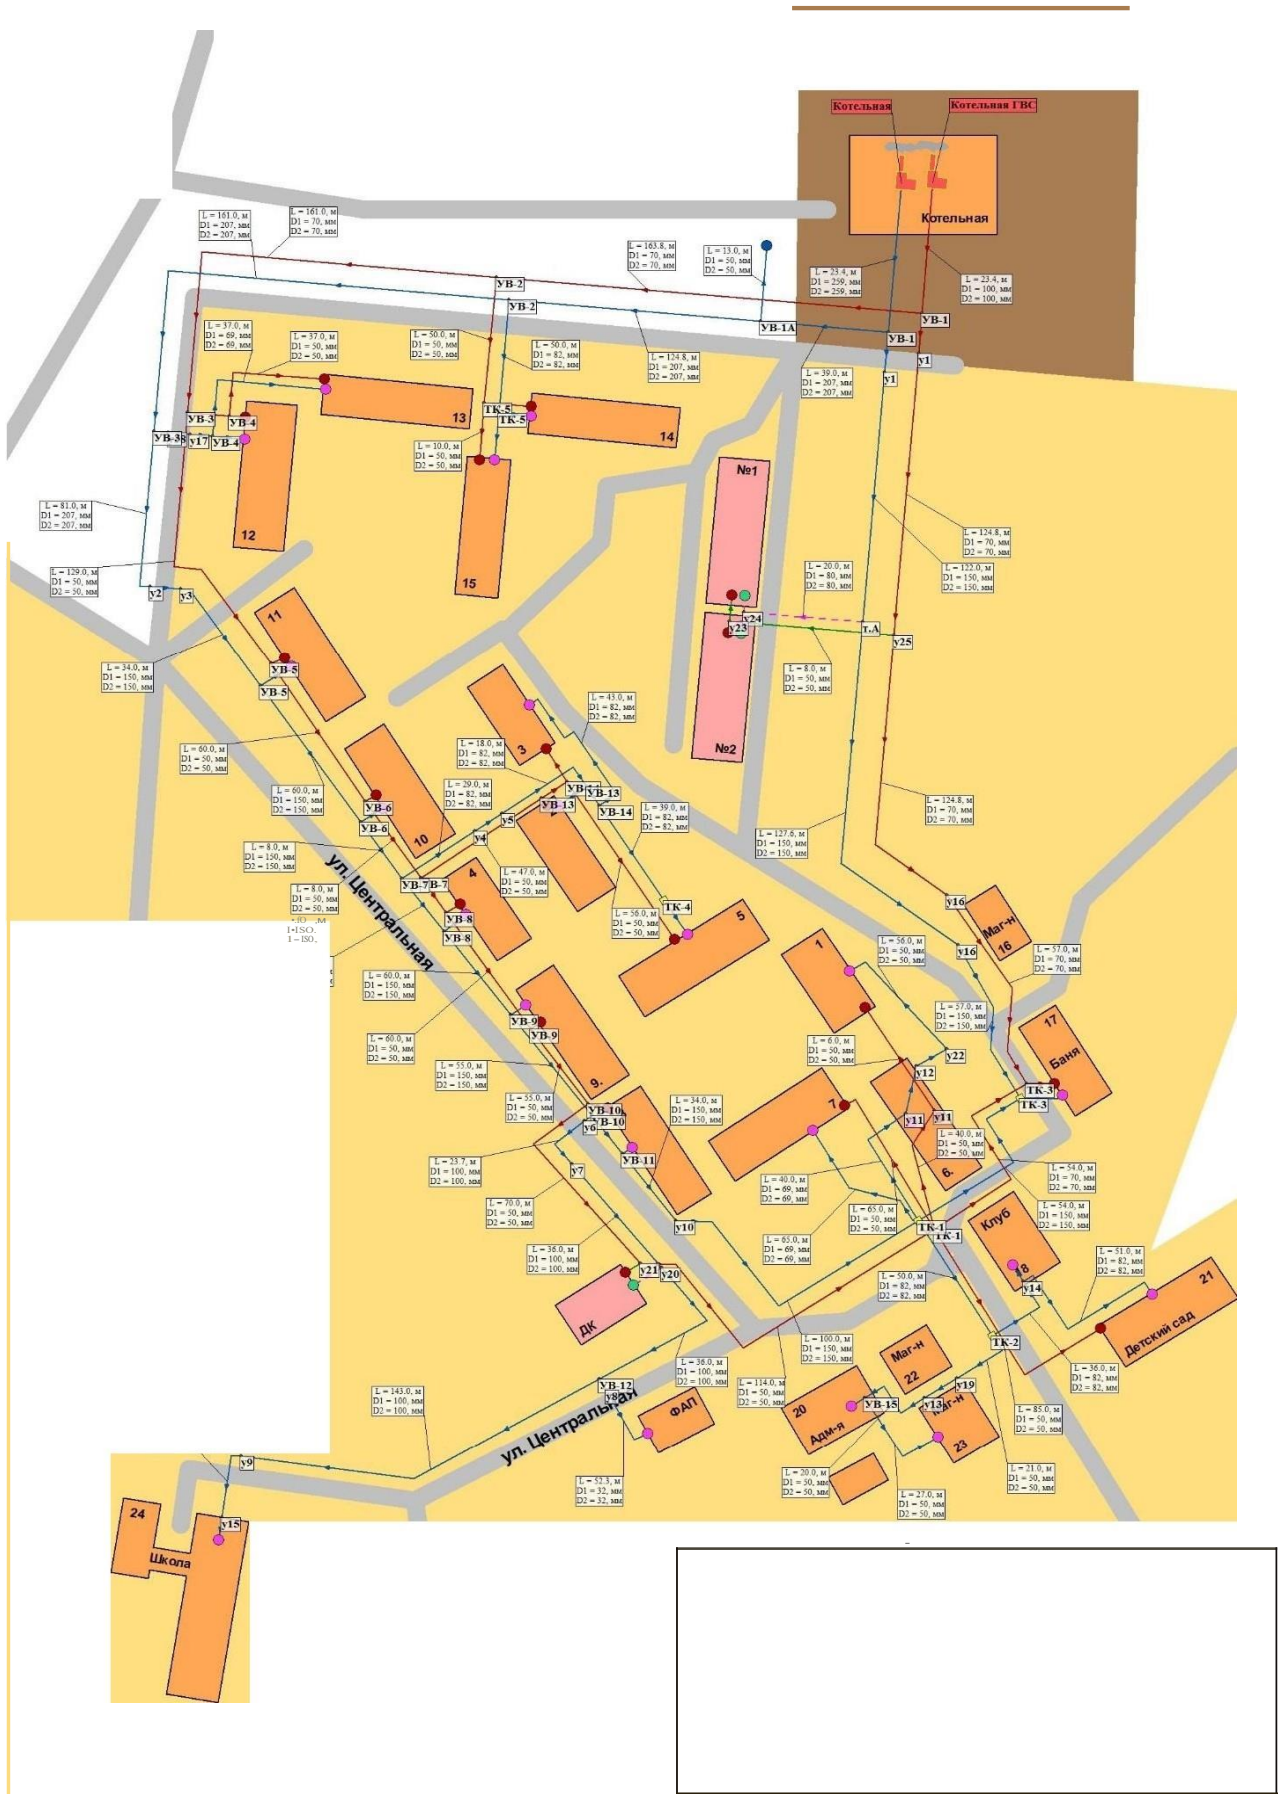 Котельная
Котельная ГВС
Котельная
L = 161.0, м
D1 = 207, мм
D2 = 207, мм
L = 161.0, м
D1 = 70, мм
D2 = 70, мм
L = 163.8, м
D1 = 70, мм
D2 = 70, мм
L = 13.0, м
D1 = 50, мм
D2 = 50, мм
L = 23.4, м
D1 = 259, мм
D2 = 259, мм
L = 23.4, м
D1 = 100, мм
D2 = 100, мм
УВ-2
УВ-2
УВ-1А
УВ-1
УВ-1
у1
у1
L = 37.0, м
D1 = 69, мм
D2 = 69, мм
L = 37.0, м
D1 = 50, мм
D2 = 50, мм
L = 50.0, м
D1 = 50, мм
D2 = 50, мм
L = 50.0, м
D1 = 82, мм
D2 = 82, мм
L = 124.8, м
D1 = 207, мм
D2 = 207, мм
L = 39.0, м
D1 = 207, мм
D2 = 207, мм
УВ-3
УВ-4
13
ТК-5
ТК-5
14
УВ-3
у17
УВ-4
L = 10.0, м
D1 = 50, мм
D2 = 50, мм
№1
L = 81.0, м
D1 = 207, мм
D2 = 207, мм
12
15
L = 124.8, м
D1 = 70, мм
D2 = 70, мм
L = 122.0, м
D1 = 150, мм
D2 = 150, мм
L = 20.0, м
D1 = 80, мм
D2 = 80, мм
L = 129.0, м
D1 = 50, мм
D2 = 50, мм
у2
у3
11
у24
у23
т.А
у25
L = 34.0, м
D1 = 150, мм
D2 = 150, мм
УВ-5
УВ-5
L = 8.0, м
D1 = 50, мм
D2 = 50, мм
L = 43.0, м
D1 = 82, мм
D2 = 82, мм
3
№2
L = 60.0, м
D1 = 50, мм
D2 = 50, мм
L = 18.0, м
D1 = 82, мм
D2 = 82, мм
L = 60.0, м
D1 = 150, мм
D2 = 150, мм
L = 29.0, м
D1 = 82, мм
D2 = 82, мм
УВ-13
УВ-13
УВ-14
L = 39.0, м
D1 = 82, мм
D2 = 82, мм
L = 124.8, м
D1 = 70, мм
D2 = 70, мм
L = 127.6, м
D1 = 150, мм
D2 = 150, мм
УВ-6
УВ-6
10
у5
у4
L = 8.0, м
D1 = 150, мм
D2 = 150, мм
L = 8.0, м
D1 = 50, мм
D2 = 50, мм
ул. Центральная
УВ-7
4
L = 47.0, м
D1 = 50, мм
D2 = 50, мм
УВ-8
УВ-8
L = 56.0, м
D1 = 50, мм
D2 = 50, мм
ТК-4
5
1
L = 56.0, м
D1 = 50, мм
D2 = 50, мм
у16
у16
Маг-н
16
L = 57.0, м
D1 = 70, мм
D2 = 70, мм
L = 60.0, м
D1 = 150, мм
D2 = 150, мм
L = 60.0, м
D1 = 50, мм
D2 = 50, мм
УВ-9
УВ-9
9.
L = 57.0, м
D1 = 150, мм
D2 = 150, мм
17
Баня
L = 6.0, м
D1 = 50, мм
D2 = 50, мм
у22
у12
ТК-3
ТК-3
L = 55.0, м
D1 = 150, мм
D2 = 150, мм
L = 55.0, м
D1 = 50, мм
D2 = 50, мм
L = 34.0, м
D1 = 150, мм
D2 = 150, мм
УВ-10
УВ-10
у6
УВ-11
7
у11
у11
L = 40.0, м
D1 = 50, мм
D2 = 50, мм
6.
L = 23.7, м
D1 = 100, мм
D2 = 100, мм
у7
L = 40.0, м
D1 = 69, мм
D2 = 69, мм
L = 54.0, м
D1 = 70, мм
D2 = 70, мм
L = 70.0, м
D1 = 50, мм
D2 = 50, мм
L = 65.0, м
D1 = 50, мм
D2 = 50, мм
L = 54.0, м
D1 = 150, мм
D2 = 150, мм
у10
L = 65.0, м
D1 = 69, мм
D2 = 69, мм
ТК-1
ТК-1
Клуб
18
L = 36.0, м
D1 = 100, мм
D2 = 100, мм
у21
у20
ДК
L = 50.0, м
D1 = 82, мм
D2 = 82, мм
L = 51.0, м
D1 = 82, мм
D2 = 82, мм
у14
21
Детский сад
ТК-2
L = 100.0, м
D1 = 150, мм
D2 = 150, мм
Маг-н
22
L = 36.0, м
D1 = 100, мм
D2 = 100, мм
L = 114.0, м
D1 = 50, мм
D2 = 50, мм
L = 36.0, м
D1 = 82, мм
D2 = 82, мм
L = 143.0, м
D1 = 100, мм
D2 = 100, мм
УВ-12
у8
ФАП
20
Адм-я
УВ-15
у19
у13
Маг-н
23
L = 85.0, м
D1 = 50, мм
D2 = 50, мм
ул. Центральная
у9
L = 52.3, м
D1 = 32, мм
D2 = 32, мм
L = 20.0, м
D1 = 50, мм
D2 = 50, мм
L = 27.0, м
D1 = 50, мм
D2 = 50, мм
L = 21.0, м
D1 = 50, мм
D2 = 50, мм
24
у15
Школа